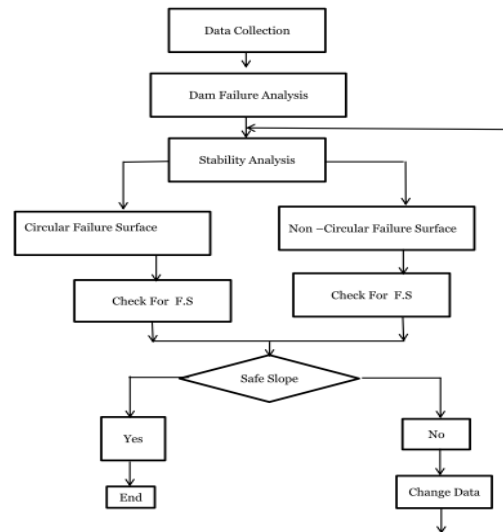 Data Collection
Dam Failure Analysis
Stability Analysis
Circular Failure Surface
Non –Circular Failure Surface
Check For F.S
Check For F.S
Safe Slope
Yes
No
End
Change Data